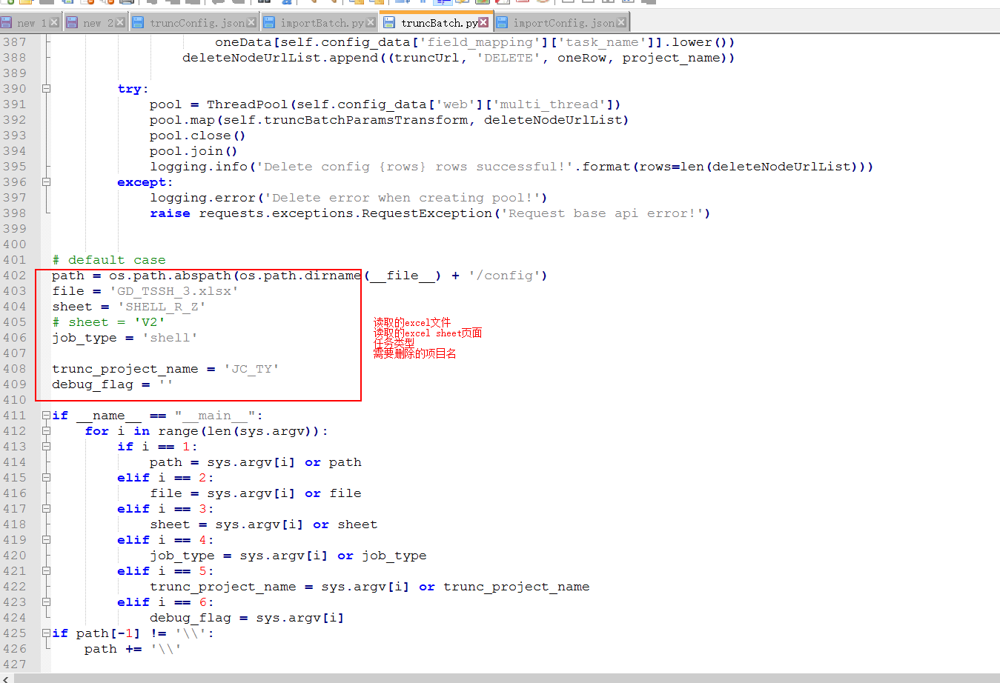 new 1 new 2 truncConfig.json importBatch.py truncBatch.py importConfig.json
387 oneData[self.config_data['field_mapping']['task_name']].lower())
388 deleteNodeUrlList.append((truncUrl, 'DELETE', oneRow, project_name))
389
390 try:
391 pool = ThreadPool(self.config_data['web']['multi_thread'])
392 pool.map(self.truncBatchParamsTransform, deleteNodeUrlList)
393 pool.close()
394 pool.join()
395 logging.info('Delete config {rows} rows successful!'.format(rows=len(deleteNodeUrlList)))
396 except:
397 logging.error('Delete error when creating pool!')
398 raise requests.exceptions.RequestException('Request base api error!')
399
400
401 # default case
402 path = os.path.abspath(os.path.dirname(__file__) + '/config')
403 file = 'GD_TSSH_3.xlsx'
404 sheet = 'SHELL_R_Z'
405 # sheet = 'V2'
406 job_type = 'shell'
407
408 trunc_project_name = 'JC_TY'
409 debug_flag = ''
410
读取的excel文件
读取的excel sheet页面
任务类型
需要删除的项目名
411 if __name__ == "__main__":
412 for i in range(len(sys.argv)):
413 if i == 1:
414 path = sys.argv[i] or path
415 elif i == 2:
416 file = sys.argv[i] or file
417 elif i == 3:
418 sheet = sys.argv[i] or sheet
419 elif i == 4:
420 job_type = sys.argv[i] or job_type
421 elif i == 5:
422 trunc_project_name = sys.argv[i] or trunc_project_name
423 elif i == 6:
424 debug_flag = sys.argv[i]
425 if path[-1] != '\\':
426 path += '\\'
427